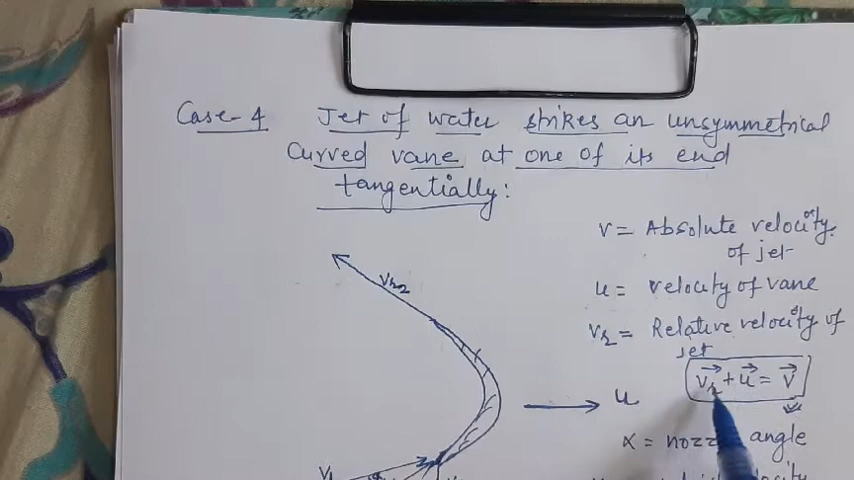 Case-4 Jet of water strikes an unsymmetrical
Curved vane at one of its end
tangentially:
V = Absolute velocity
of jet
u = velocity of vane
Vr = Relative velocity of
jet
Vr + u = V
α = nozz angle
Vr2
u
V1